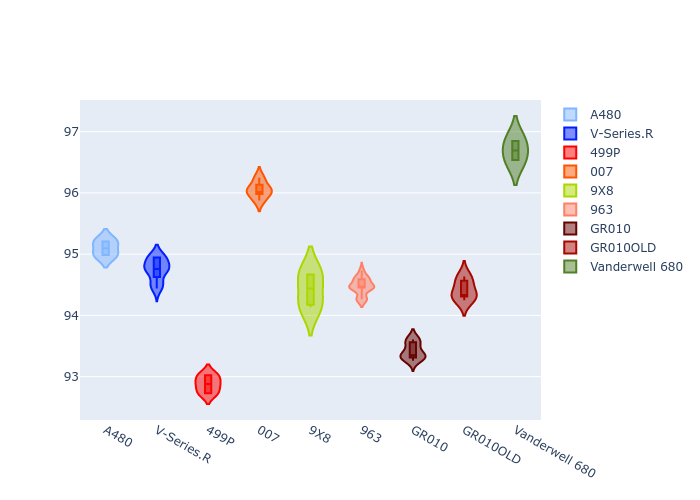 97
96
95
94
93
A480
V-Series.R
499P
007
9X8
963
GR010
GR010OLD
Vanderwell 680
A480
V-Series.R
499P
007
9X8
963
GR010
GR010OLD
Vanderwell 680